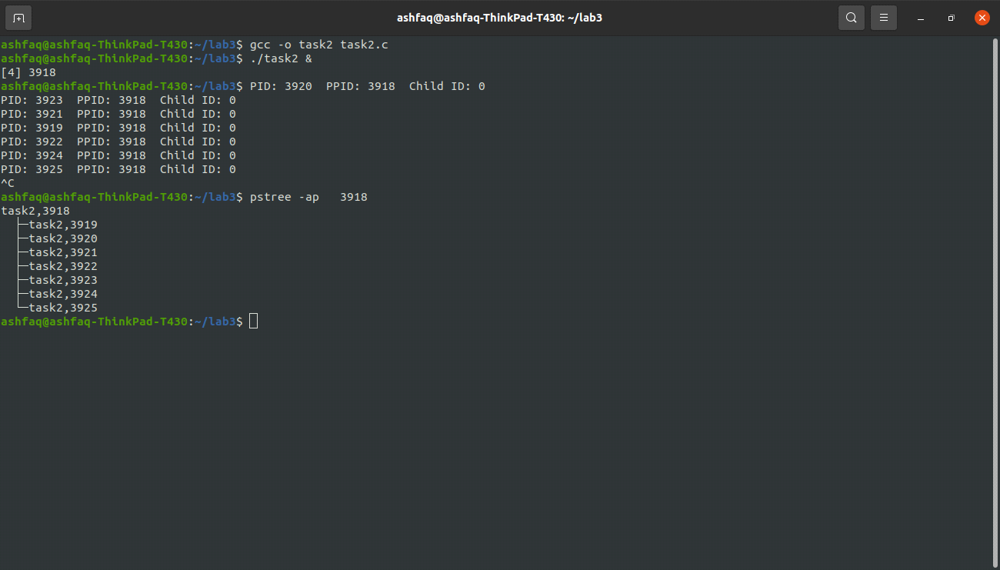 ashfaq@ashfaq-ThinkPad-T430: ~/lab3
ashfaq@ashfaq-ThinkPad-T430:~/lab3$ gcc -o task2 task2.c
ashfaq@ashfaq-ThinkPad-T430:~/lab3$ ./task2 &
[4] 3918
ashfaq@ashfaq-ThinkPad-T430:~/lab3$ PID: 3920  PPID: 3918  Child ID: 0
PID: 3923  PPID: 3918  Child ID: 0
PID: 3921  PPID: 3918  Child ID: 0
PID: 3919  PPID: 3918  Child ID: 0
PID: 3922  PPID: 3918  Child ID: 0
PID: 3924  PPID: 3918  Child ID: 0
PID: 3925  PPID: 3918  Child ID: 0
^C
ashfaq@ashfaq-ThinkPad-T430:~/lab3$ pstree -ap   3918
task2,3918
  ├─task2,3919
  ├─task2,3920
  ├─task2,3921
  ├─task2,3922
  ├─task2,3923
  ├─task2,3924
  └─task2,3925
ashfaq@ashfaq-ThinkPad-T430:~/lab3$